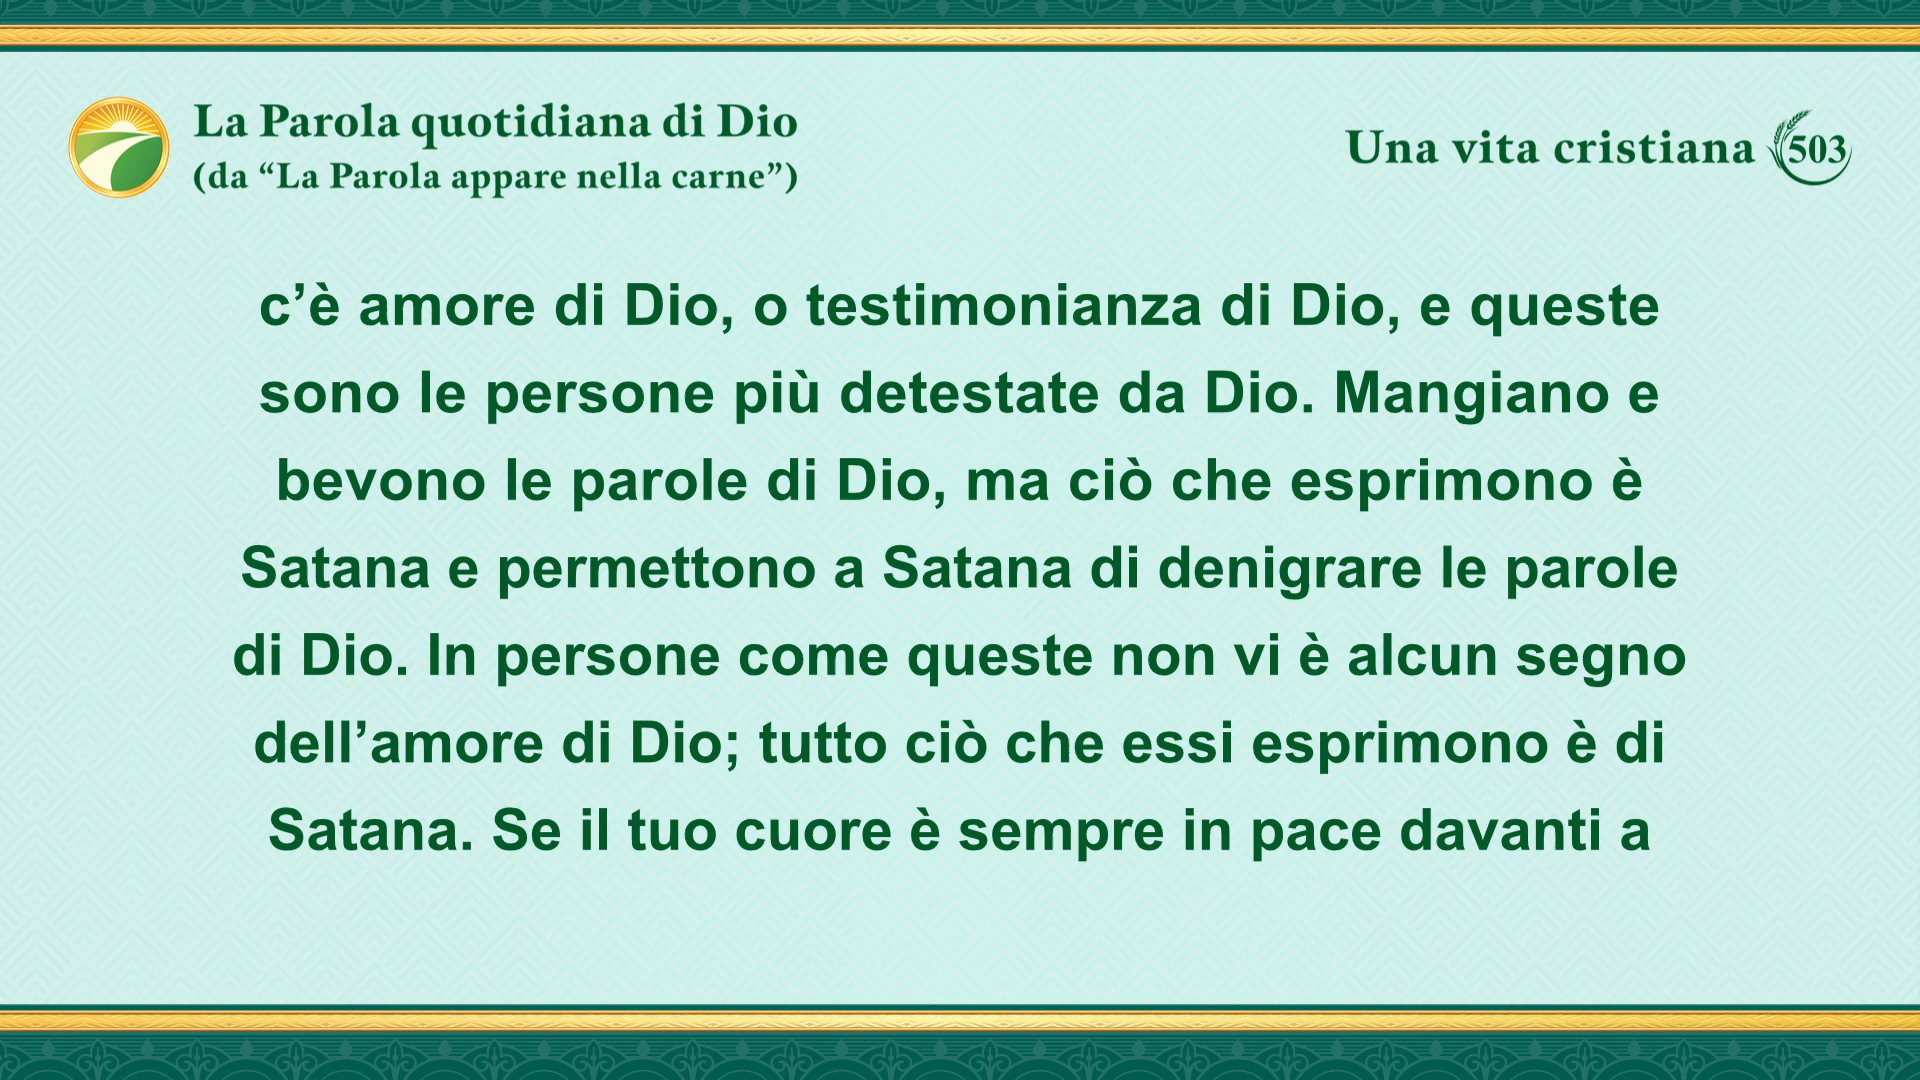 La Parola quotidiana di Dio
(da “La Parola appare nella carne”)
Una vita cristiana 503
c’è amore di Dio, o testimonianza di Dio, e queste
sono le persone più detestate da Dio. Mangiano e
bevono le parole di Dio, ma ciò che esprimono è
Satana e permettono a Satana di denigrare le parole
di Dio. In persone come queste non vi è alcun segno
dell’amore di Dio; tutto ciò che essi esprimono è di
Satana. Se il tuo cuore è sempre in pace davanti a